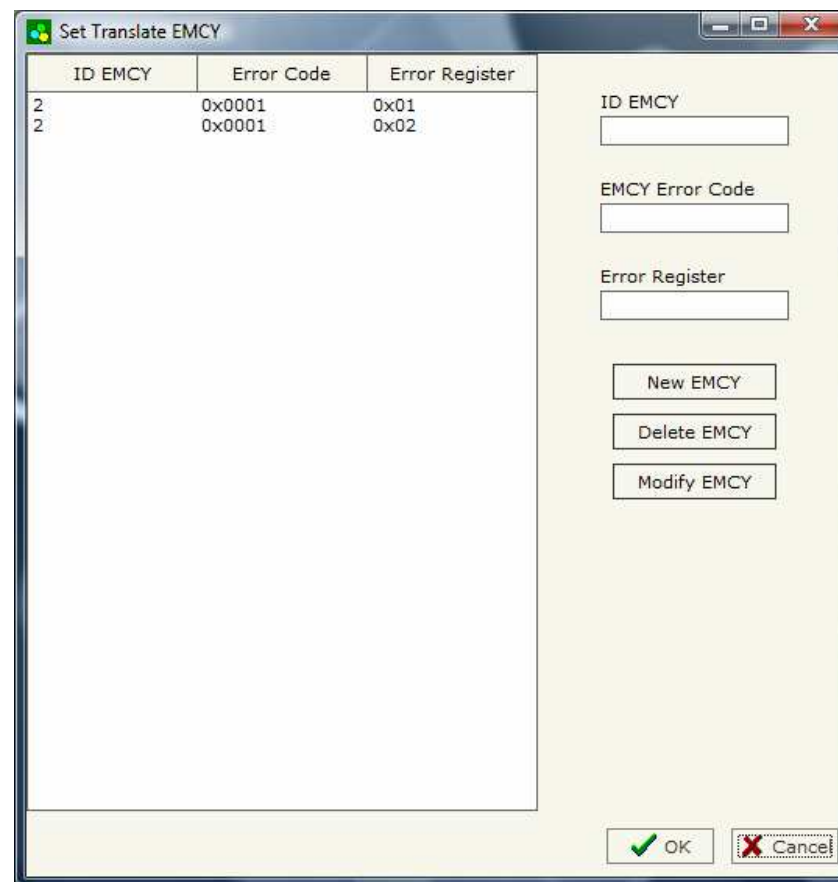 Set Translate EMCY
ID EMCY Error Code Error Register
2 0x0001 0x01
2 0x0001 0x02
ID EMCY
EMCY Error Code
Error Register
New EMCY
Delete EMCY
Modify EMCY
OK Cancel